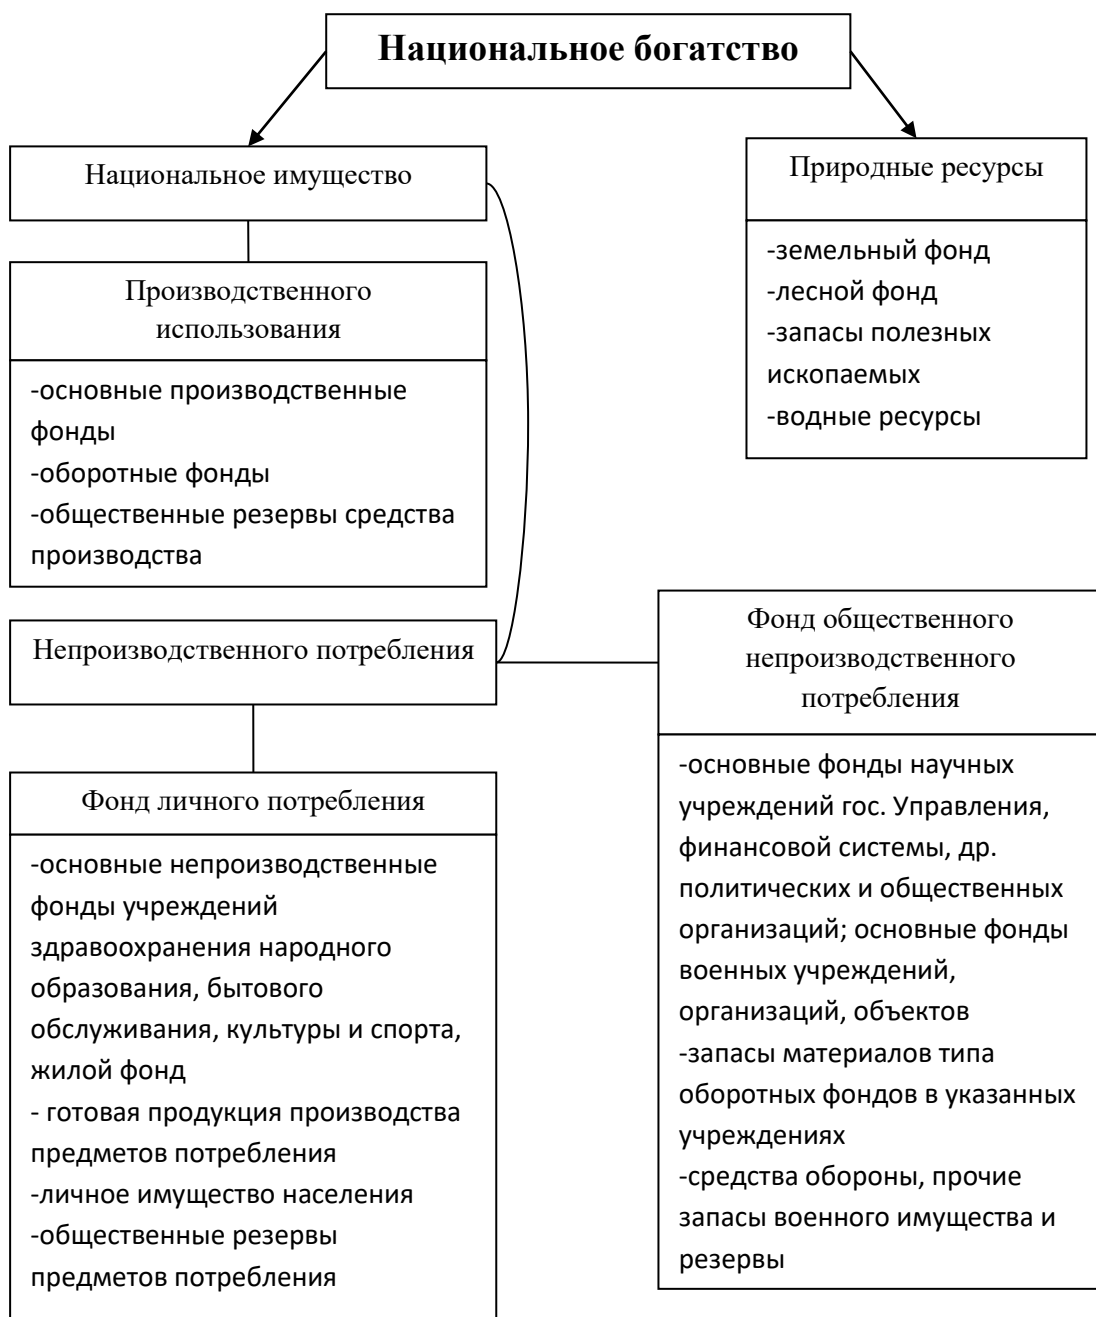 Национальное богатство
Национальное имущество
Природные ресурсы
-земельный фонд
-лесной фонд
-запасы полезных
ископаемых
-водные ресурсы
Производственного
использования
-основные производственные
фонды
-оборотные фонды
-общественные резервы средства
производства
Непроизводственного потребления
Фонд общественного
непроизводственного
потребления
-основные фонды научных
учреждений гос. Управления,
финансовой системы, др.
политических и общественных
организаций; основные фонды
военных учреждений,
организаций, объектов
-запасы материалов типа
оборотных фондов в указанных
учреждениях
-средства обороны, прочие
запасы военного имущества и
резервы
Фонд личного потребления
-основные непроизводственные
фонды учреждений
здравоохранения народного
образования, бытового
обслуживания, культуры и спорта,
жилой фонд
- готовая продукция производства
предметов потребления
-личное имущество населения
-общественные резервы
предметов потребления